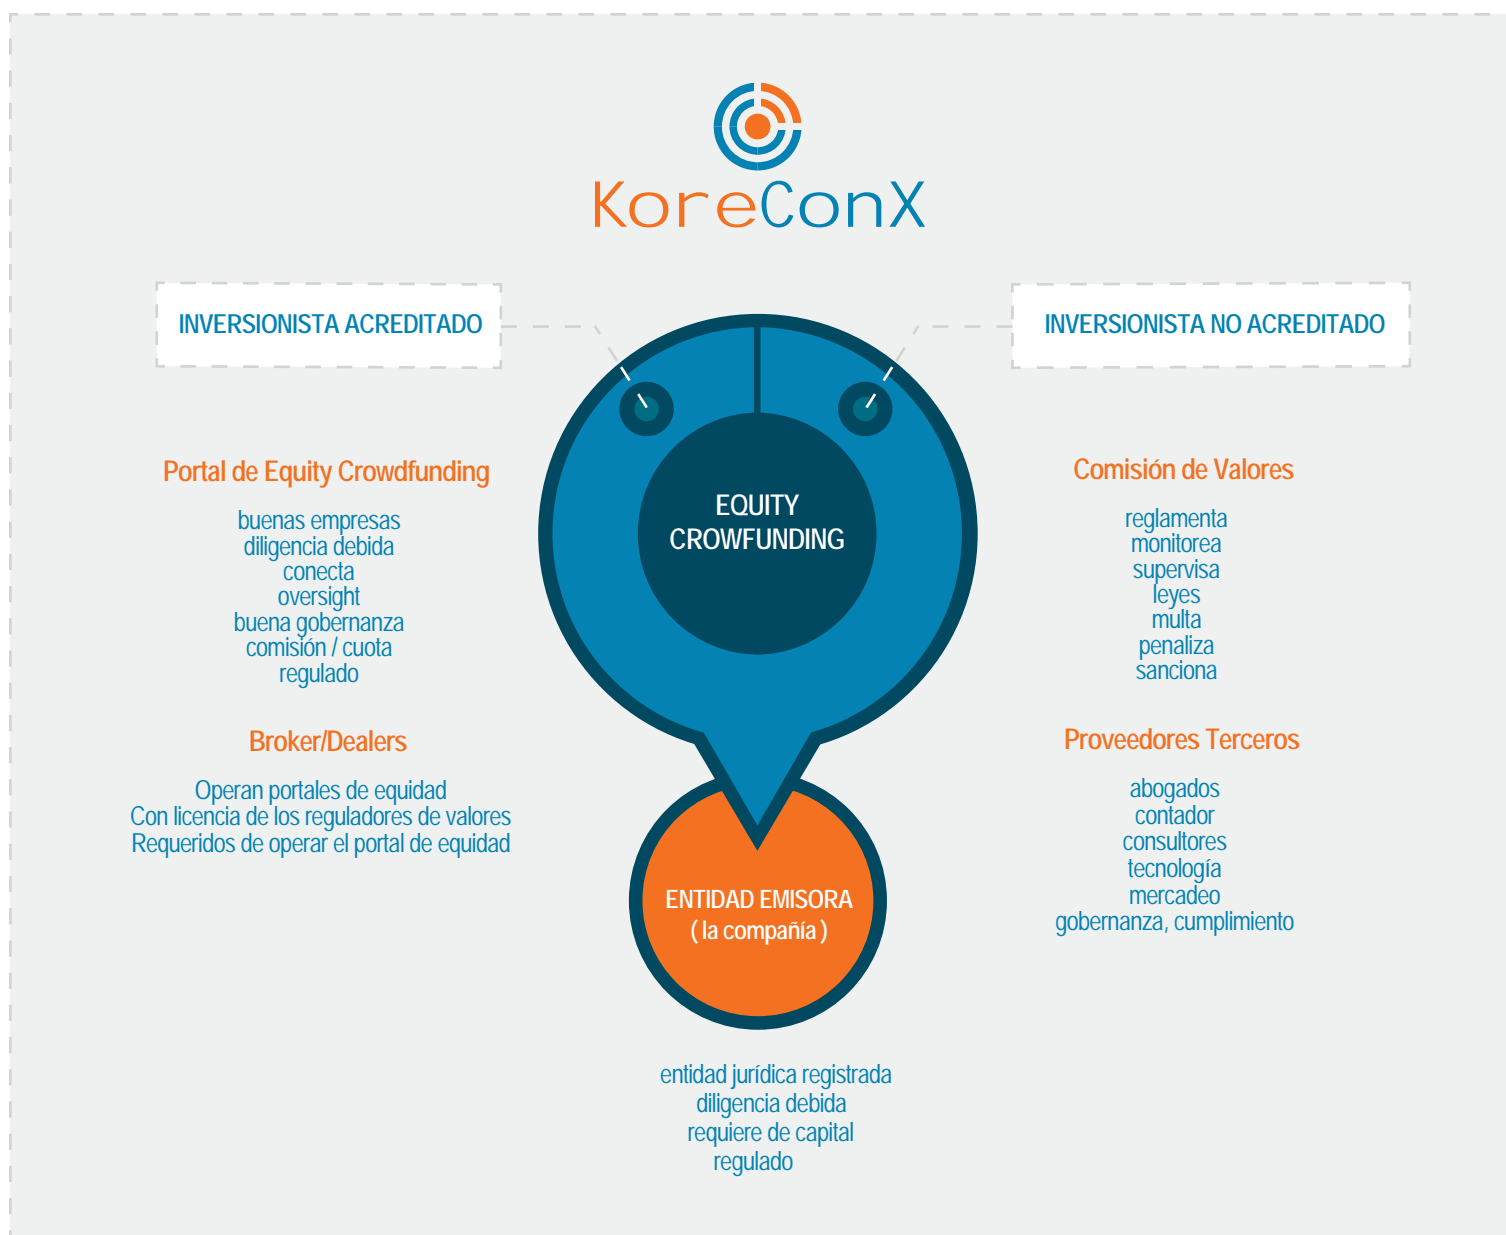 KoreConX
INVERSIONISTA ACREDITADO
INVERSIONISTA NO ACREDITADO
EQUITY
CROWFUNDING
Portal de Equity Crowdfunding
buenas empresas
diligencia debida
conecta
oversight
buena gobernanza
comisión / cuota
regulado
Broker/Dealers
Operan portales de equidad
Con licencia de los reguladores de valores
Requeridos de operar el portal de equidad
Comisión de Valores
reglamenta
monitorea
supervisa
leyes
multa
penaliza
sanciona
Proveedores Terceros
abogados
contador
consultores
tecnología
mercadeo
gobernanza, cumplimiento
ENTIDAD EMISORA
( la compañía )
entidad jurídica registrada
diligencia debida
requiere de capital
regulado